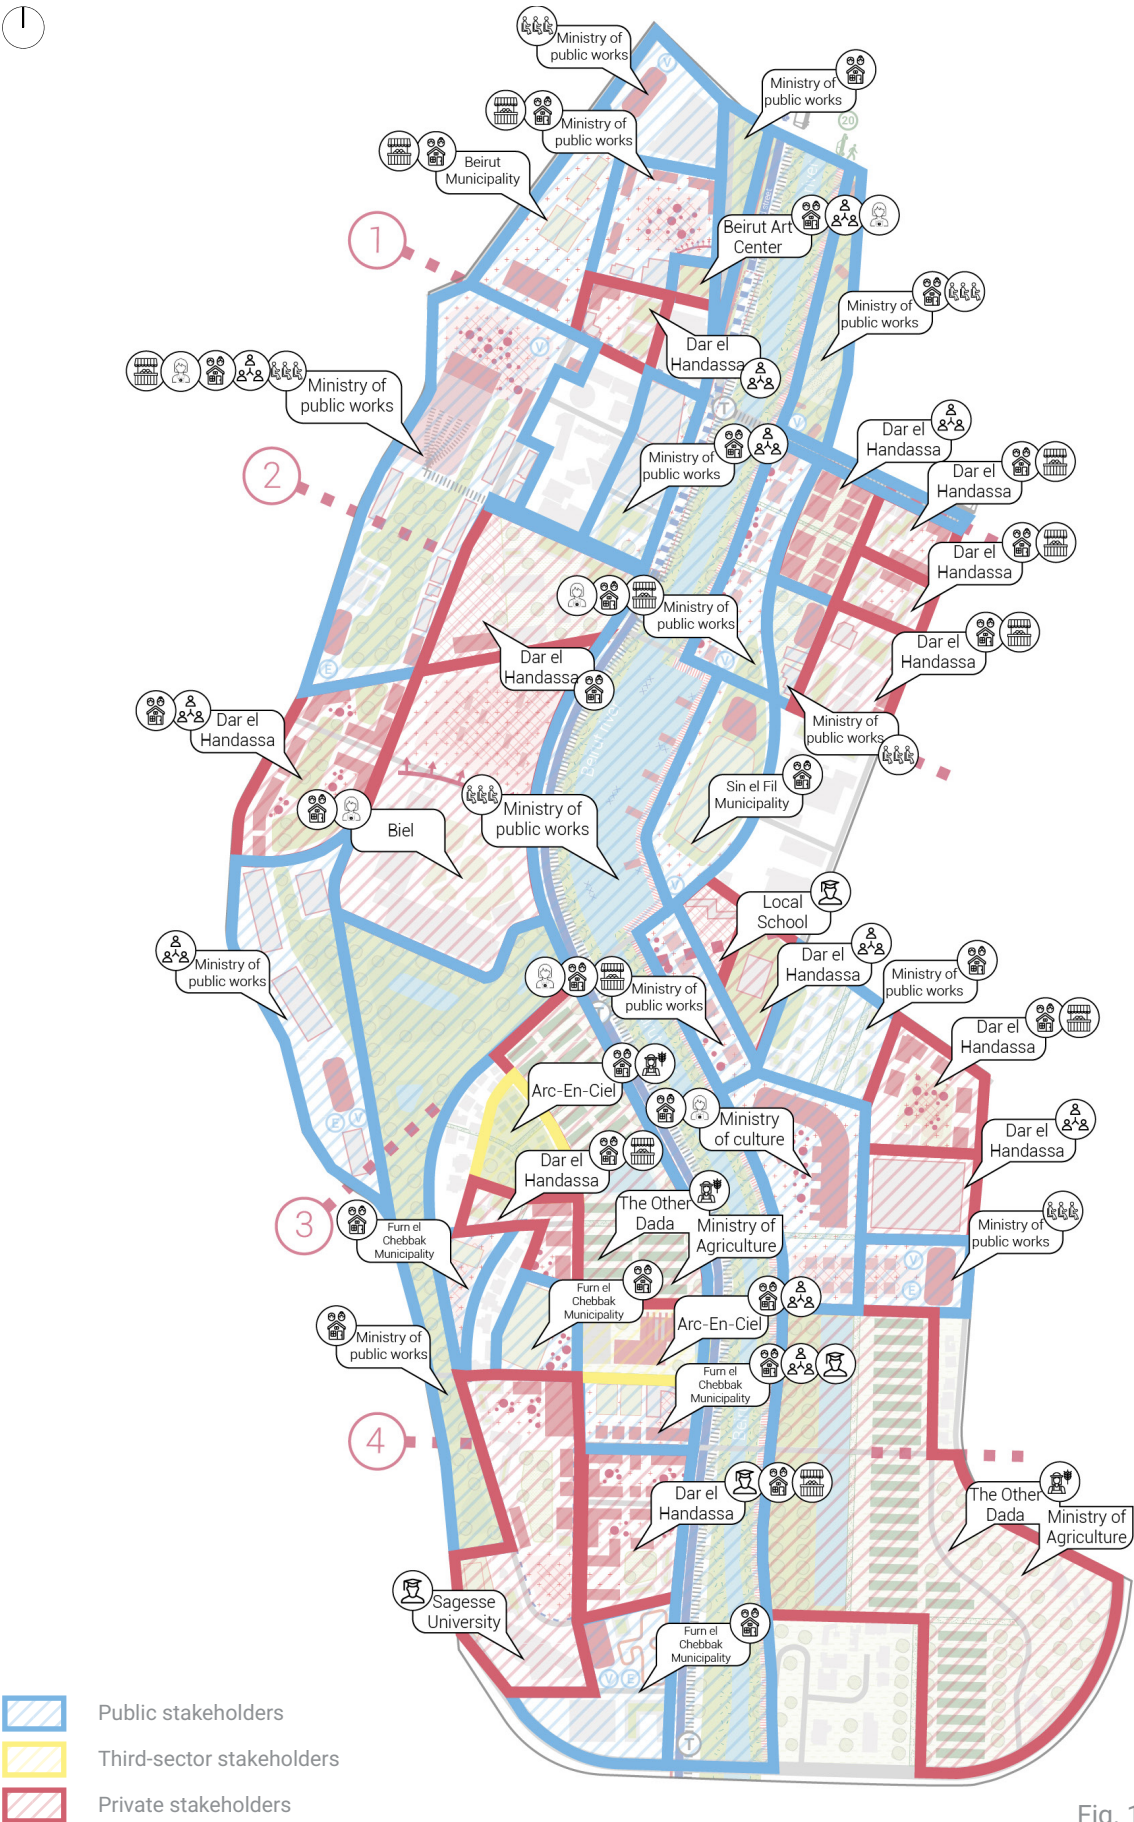 Ministry of
public works
Ministry of
public works
20
Ministry of
public works
Beirut
Municipality
1
Beirut Art
Center
Ministry of
public works
Dar el
Handassa
Ministry of
public works
T
2
Dar el
Handassa
Ministry of
public works
Dar el
Handassa
Dar el
Handassa
Ministry of
public works
Dar el
Handassa
Dar el
Handassa
E
V
Dar el
Handassa
Ministry of
public works
Sin el Fil
Municipality
Ministry of
public works
Biel
Beirut River
Local
School
Dar el
Handassa
Ministry of
public works
Ministry of
public works
Ministry of
public works
Dar el
Handassa
Arc-En-Ciel
Ministry
of culture
E V
Dar el
Handassa
Dar el
Handassa
The Other
Dada
Ministry of
Agriculture
3
Furn el
Chebbak
Municipality
Ministry of
public works
V
E
Furn el
Chebbak
Municipality
Arc-En-Ciel
Ministry of
public works
Furn el
Chebbak
Municipality
4
Dar el
Handassa
The Other
Dada
Ministry of
Agriculture
Sagesse
University
Furn el
Chebbak
Municipality
V E
T
Public stakeholders
Third-sector stakeholders
Private stakeholders
Fig. 1